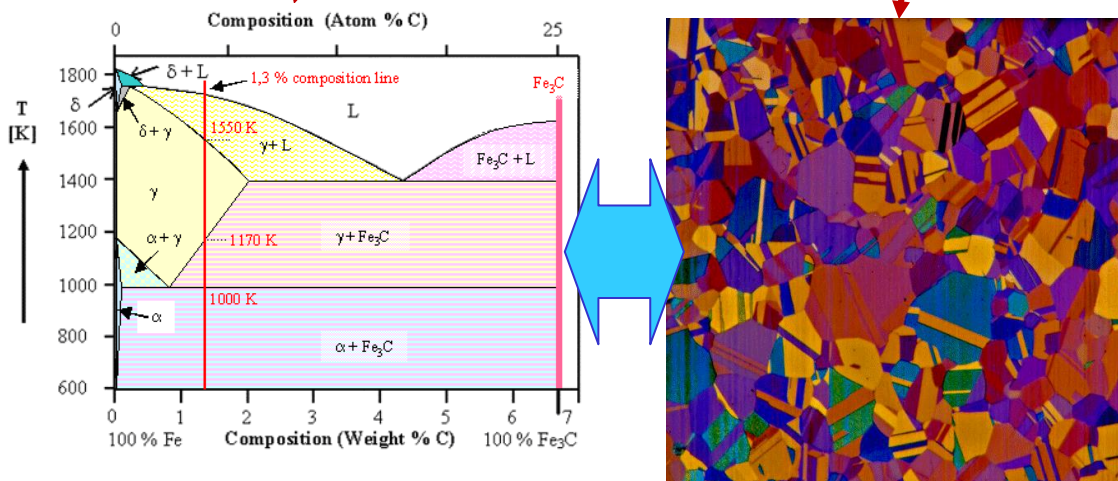 Composition (Atom % C)
0
25
T
[K]
1800
1600
1400
1200
1000
800
600
δ + L
δ
δ + γ
1,3 % composition line
Fe₃C
L
1550 K
γ + L
Fe₃C + L
γ
α + γ
1170 K
γ + Fe₃C
1000 K
α
α + Fe₃C
0
1
2
3
4
5
6
7
100 % Fe
Composition (Weight % C)
100 % Fe₃C